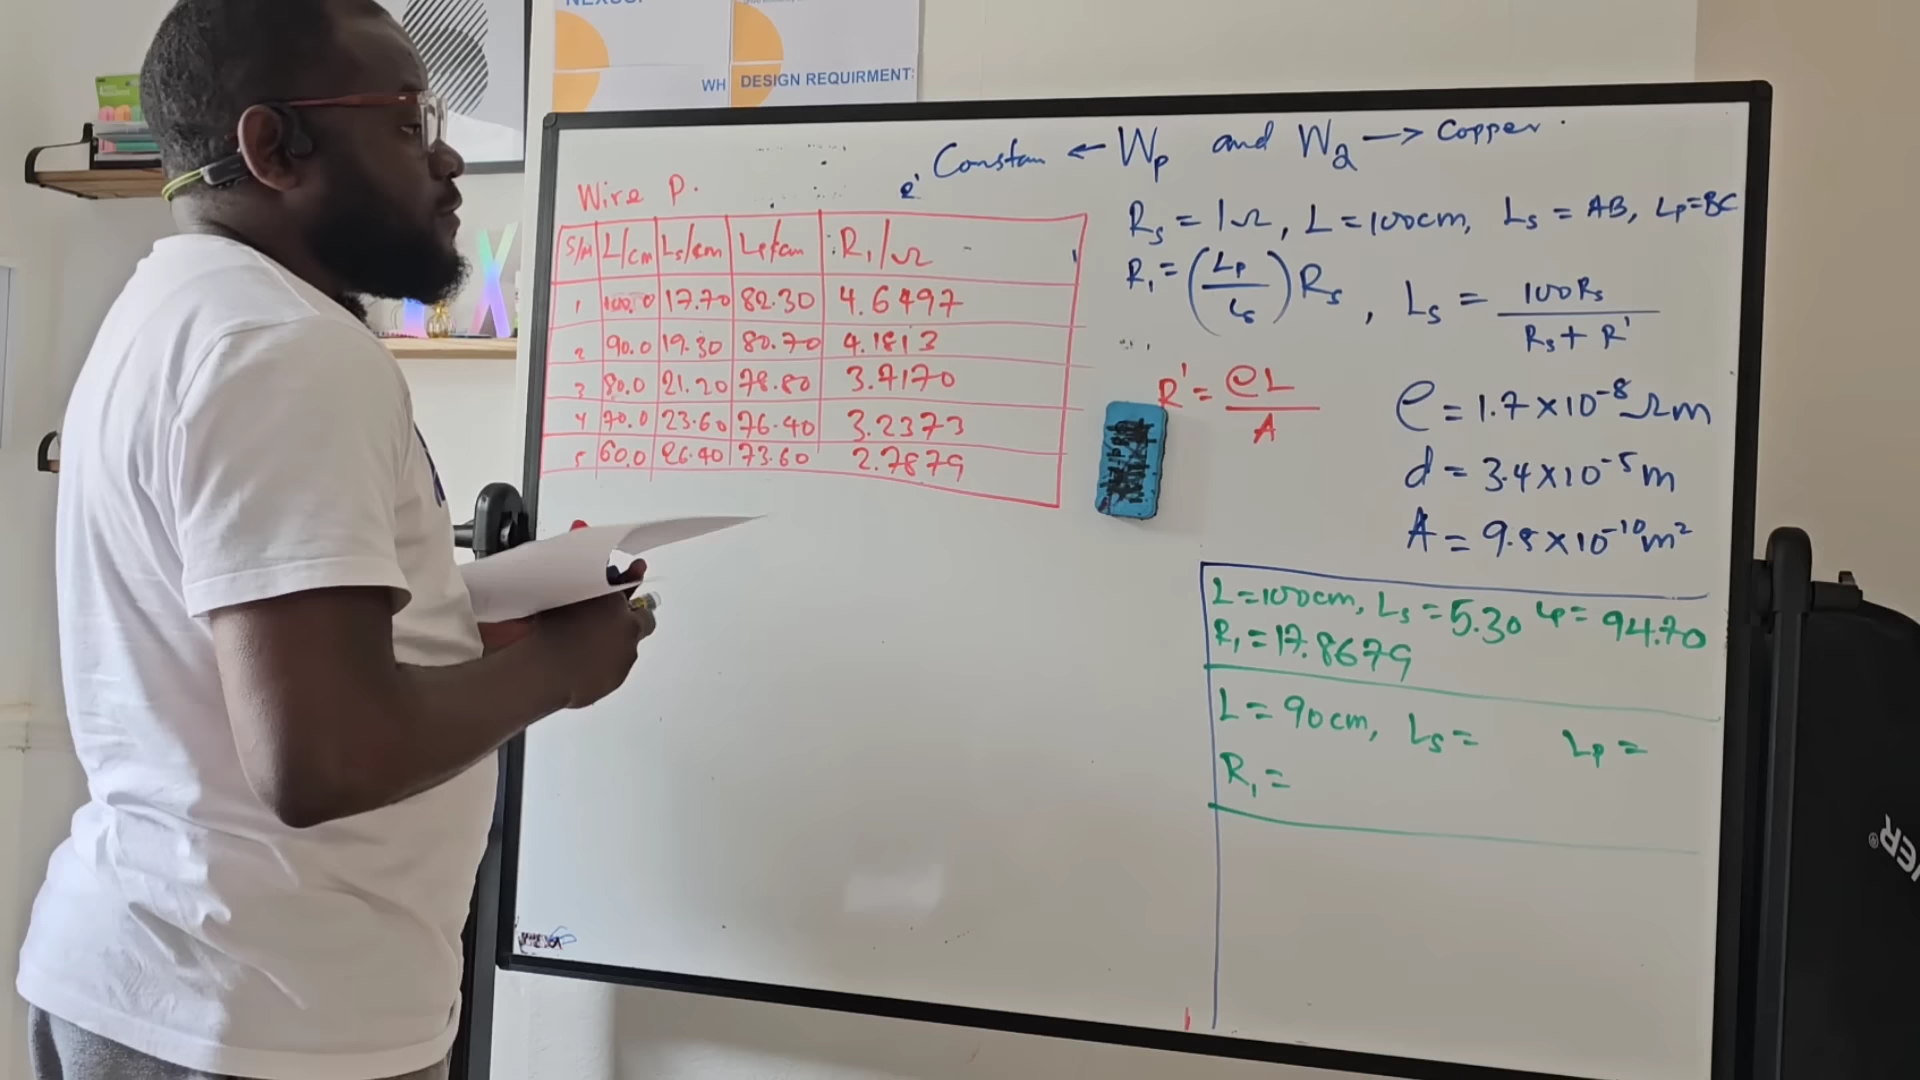 WH DESIGN REQUIRMENT:
Constan ← Wp and W2 → Copper.
Wire P.
e'
S/N L/cm Ls/cm Lp/cm R₁/Ω
1 100.0 17.70 82.30 4.6497
2 90.0 19.30 80.70 4.1813
3 80.0 21.20 78.80 3.7170
4 70.0 23.60 76.40 3.2373
5 60.0 26.40 73.60 2.7879
Rs = 1Ω, L = 100cm, Ls = AB, Lp=BC
R₁ = (Lp/Ls) Rs, Ls = 100Rs / Rs + R'
R' = ρL / A
ρ = 1.7 × 10⁻⁸ Ωm
d = 3.4 × 10⁻⁵ m
A = 9.5 × 10⁻¹⁰ m²
L = 100cm, Ls = 5.30 Lp = 94.70
R₁ = 17.8679
L = 90cm, Ls = Lp =
R₁ =